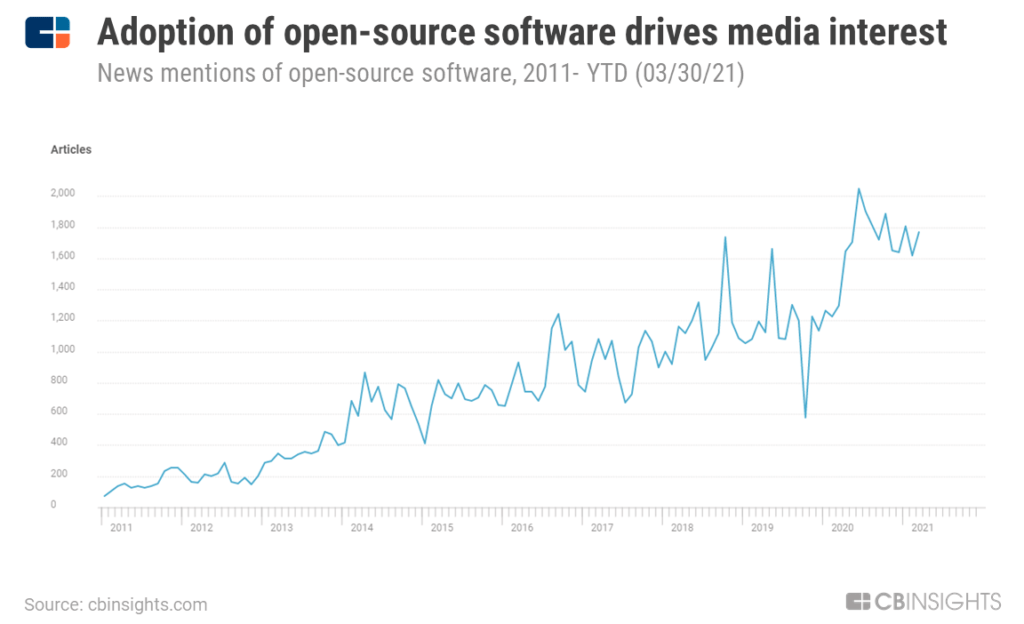 Adoption of open-source software drives media interest
News mentions of open-source software, 2011- YTD (03/30/21)
Articles
2,000
1,800
1,600
1,400
1,200
1,000
800
600
400
200
0
2011 2012 2013 2014 2015 2016 2017 2018 2019 2020 2021
Source: cbinsights.com
CBINSIGHTS